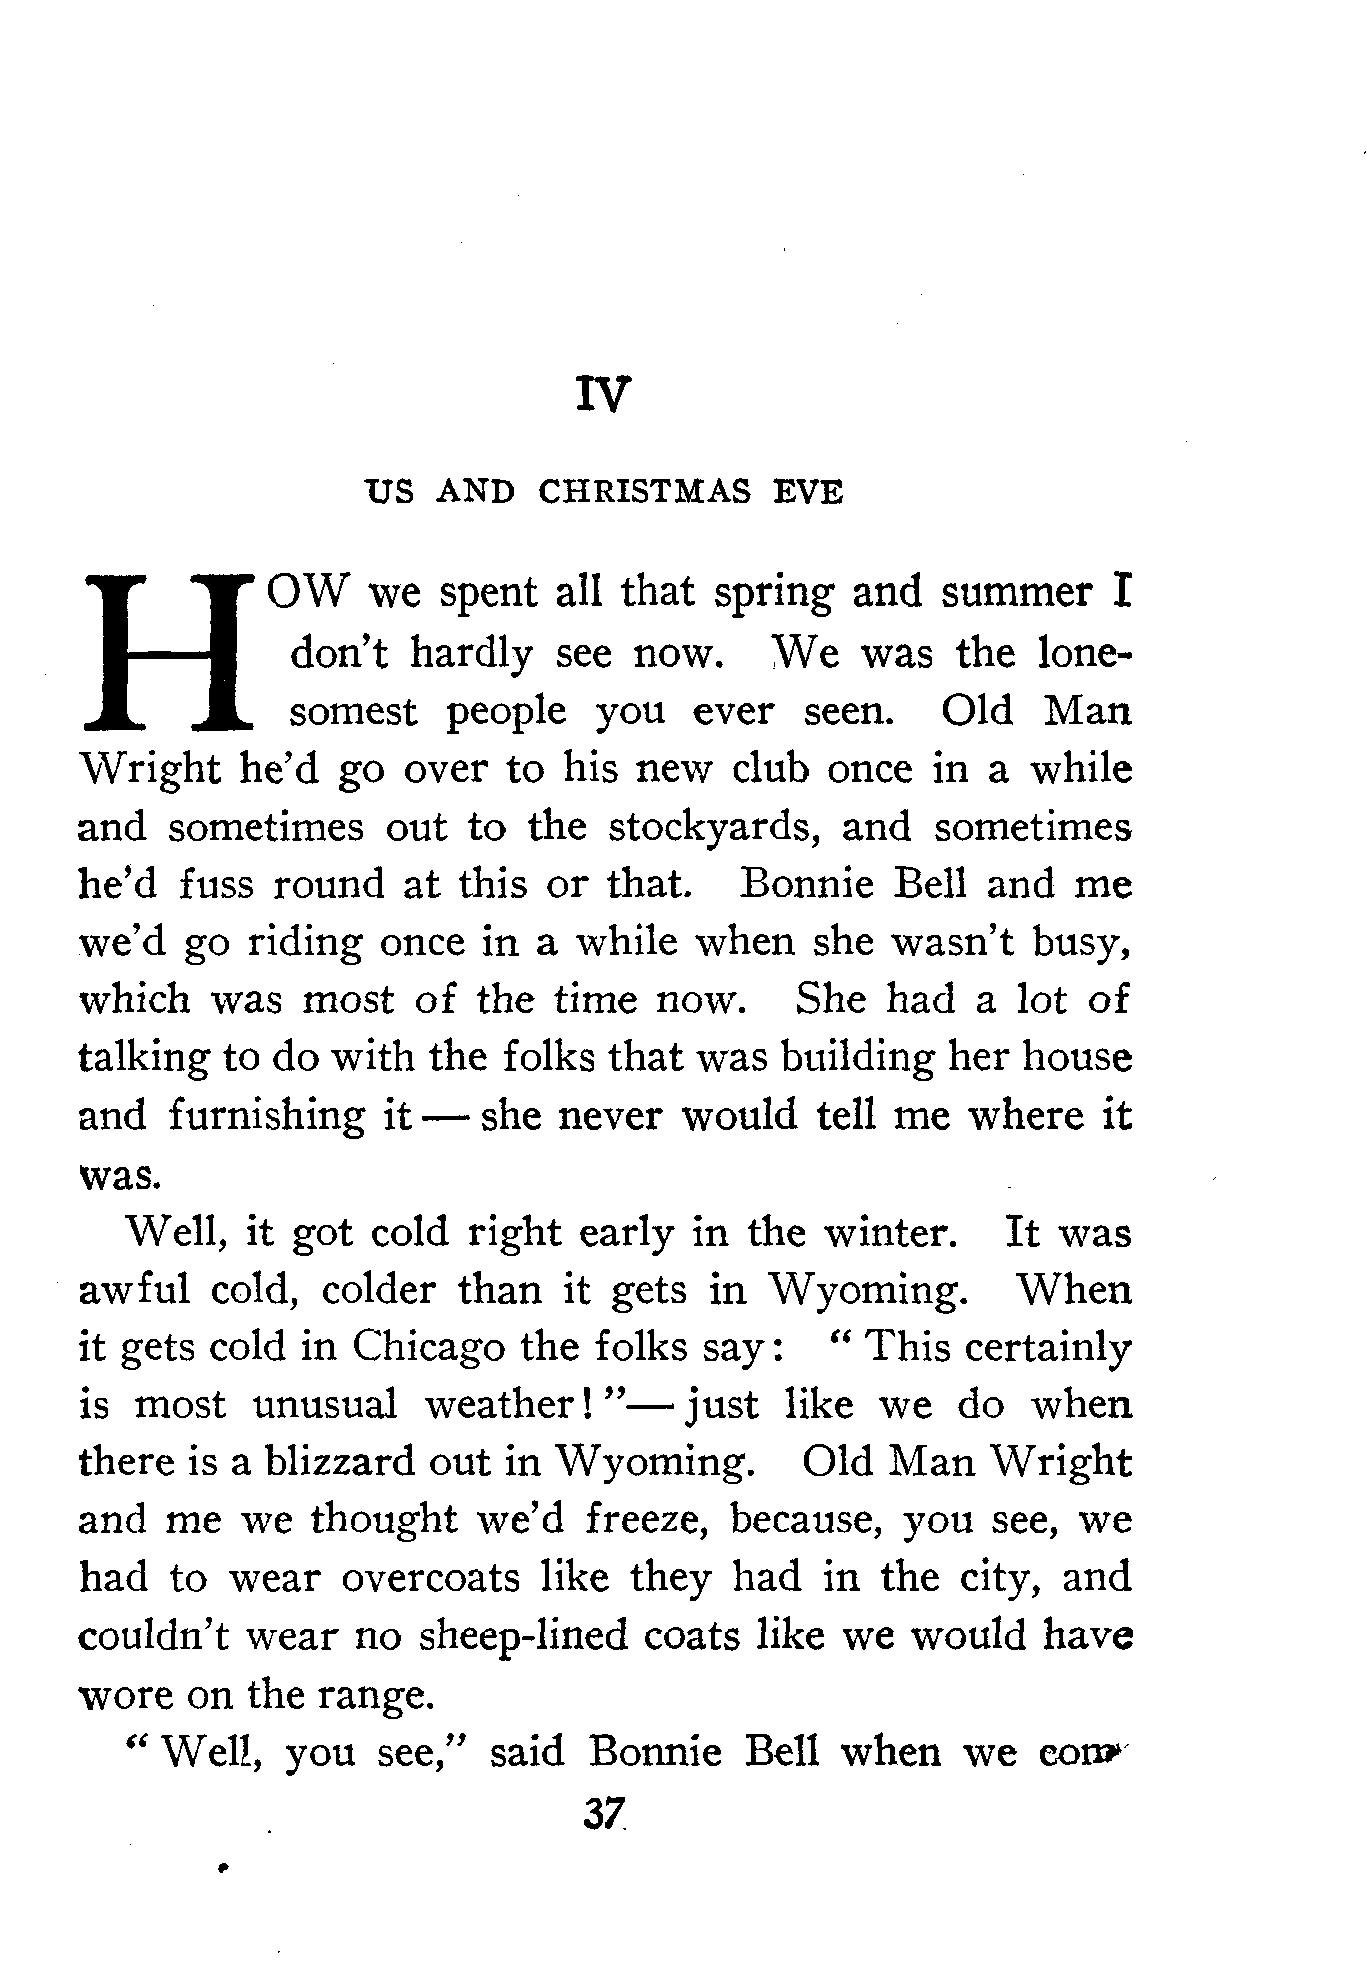 IV
US AND CHRISTMAS EVE
HOW we spent all that spring and summer I
don't hardly see now. We was the lone-
somest people you ever seen. Old Man
Wright he'd go over to his new club once in a while
and sometimes out to the stockyards, and sometimes
he'd fuss round at this or that. Bonnie Bell and me
we'd go riding once in a while when she wasn't busy,
which was most of the time now. She had a lot of
talking to do with the folks that was building her house
and furnishing it — she never would tell me where it
was.
Well, it got cold right early in the winter. It was
awful cold, colder than it gets in Wyoming. When
it gets cold in Chicago the folks say: " This certainly
is most unusual weather! "— just like we do when
there is a blizzard out in Wyoming. Old Man Wright
and me we thought we'd freeze, because, you see, we
had to wear overcoats like they had in the city, and
couldn't wear no sheep-lined coats like we would have
wore on the range.
" Well, you see," said Bonnie Bell when we
37